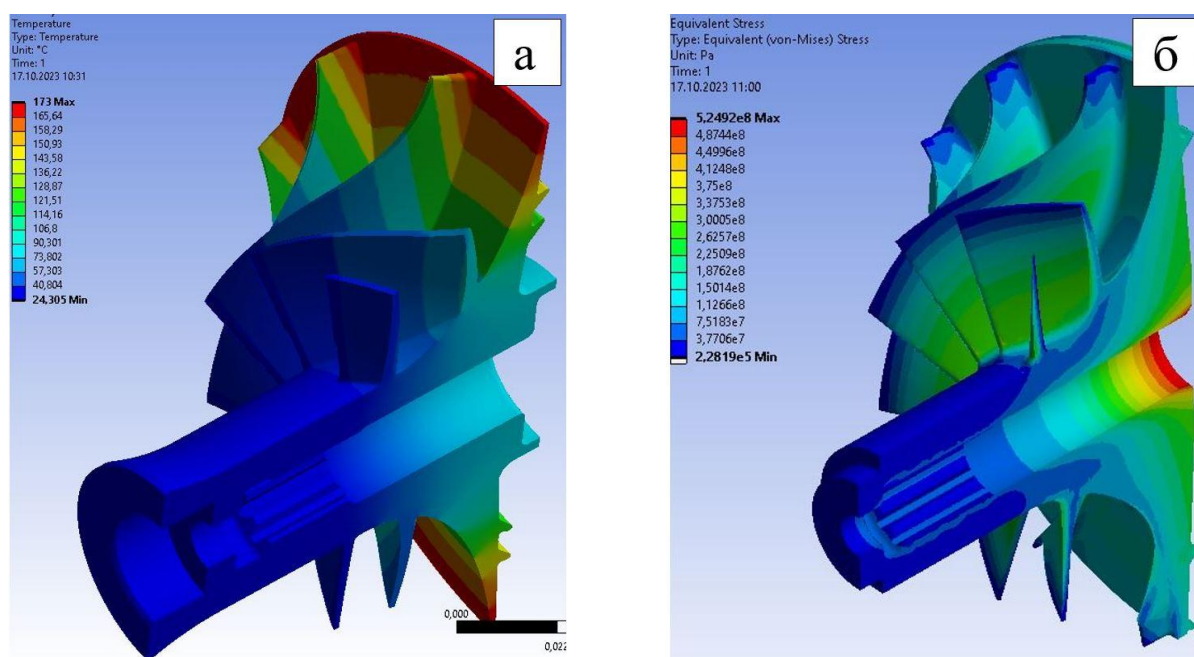 Temperature
Type: Temperature
Unit: °C
Time: 1
17.10.2023 10:31
173 Max
165,64
158,29
150,93
143,58
136,22
128,87
121,51
114,16
106,8
90,301
73,802
57,303
40,804
24,305 Min
0,000
0,022
а
Equivalent Stress
Type: Equivalent (von-Mises) Stress
Unit: Pa
Time: 1
17.10.2023 11:00
5,2492e8 Max
4,8744e8
4,4996e8
4,1248e8
3,75e8
3,3753e8
3,0005e8
2,6257e8
2,2509e8
1,8762e8
1,5014e8
1,1266e8
7,5183e7
3,7706e7
2,2819e5 Min
б